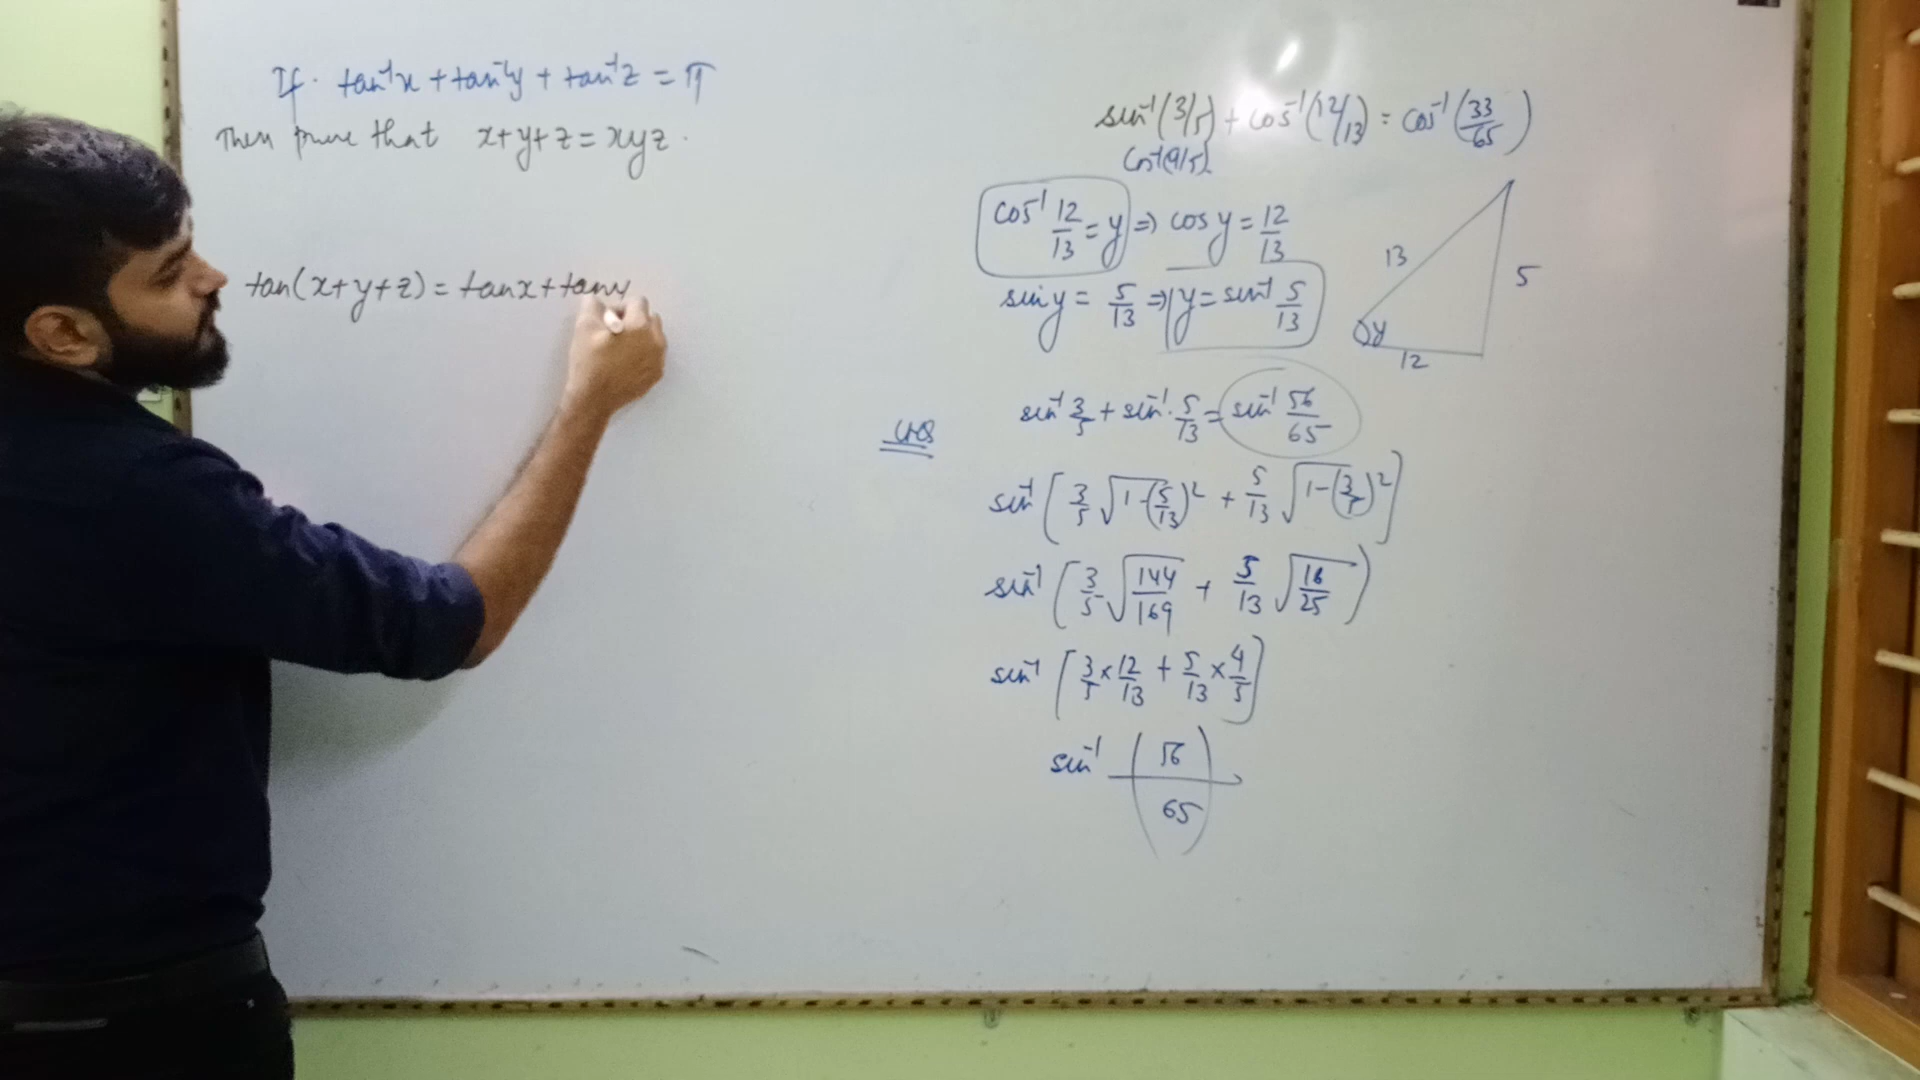 If. tan⁻¹x + tan⁻¹y + tan⁻¹z = π
Then prove that x+y+z = xyz.
tan(x+y+z) = tanx + tany
sin⁻¹(3/5) + cos⁻¹(12/13) = cos⁻¹(33/65)
cos⁻¹ 12/13 = y ⇒ cos y = 12/13
sin y = 5/13 ⇒ y = sin⁻¹ 5/13
13
5
y
12
LHS
sin⁻¹ 3/5 + sin⁻¹ 5/13 = sin⁻¹ 56/65
sin⁻¹ [ 3/5 √1-(5/13)² + 5/13 √1-(3/5)² ]
sin⁻¹ ( 3/5 √144/169 + 5/13 √16/25 )
sin⁻¹ [ 3/5 × 12/13 + 5/13 × 4/5 ]
sin⁻¹ ( 56/65 )